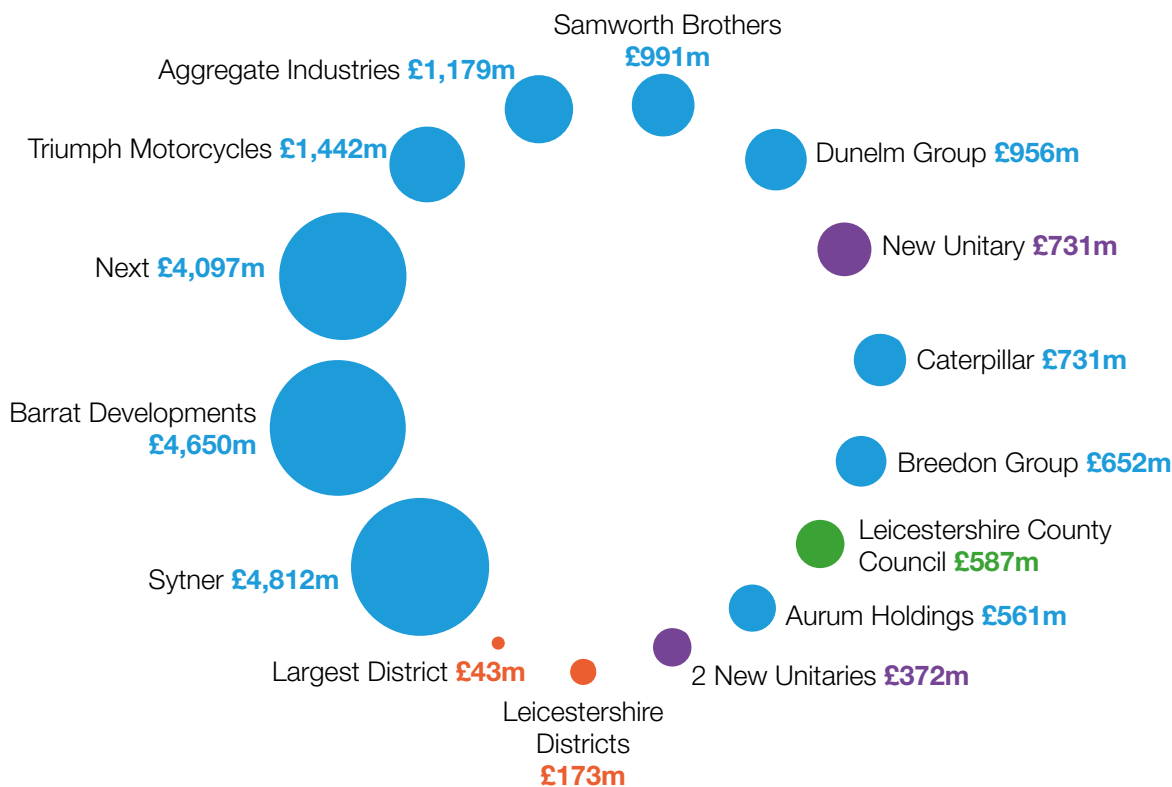 Samworth Brothers
£991m
Aggregate Industries £1,179m
Triumph Motorcycles £1,442m
Dunelm Group £956m
New Unitary £731m
Next £4,097m
Caterpillar £731m
Barrat Developments
£4,650m
Breedon Group £652m
Leicestershire County
Council £587m
Sytner £4,812m
Aurum Holdings £561m
Largest District £43m
2 New Unitaries £372m
Leicestershire
Districts
£173m